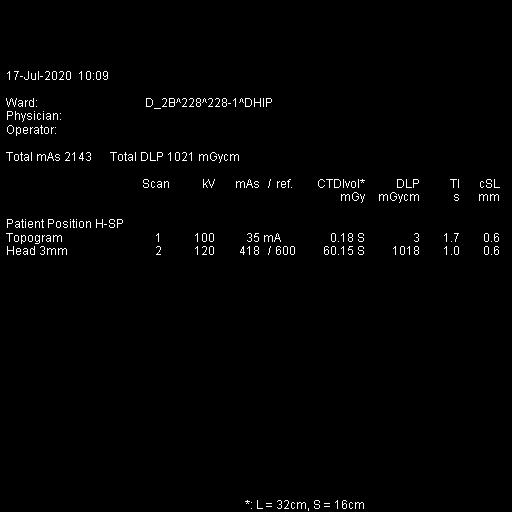 17-Jul-2020 10:09
Ward: D_2B^228^228-1^DHIP
Physician:
Operator:
Total mAs 2143 Total DLP 1021 mGycm
Scan kV mAs / ref. CTDIvol* DLP TI cSL
mGy mGycm s mm
Patient Position H-SP
Topogram 1 100 35 mA 0.18 S 3 1.7 0.6
Head 3mm 2 120 418 / 600 60.15 S 1018 1.0 0.6
*: L = 32cm, S = 16cm